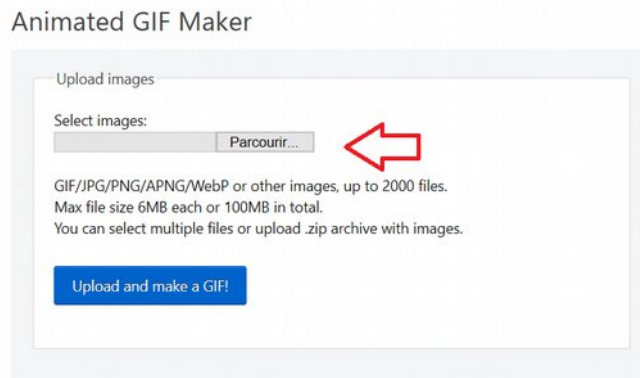 Animated GIF Maker
Upload images
Select images:
Parcourir...
GIF/JPG/PNG/APNG/WebP or other images, up to 2000 files.
Max file size 6MB each or 100MB in total.
You can select multiple files or upload .zip archive with images.
Upload and make a GIF!